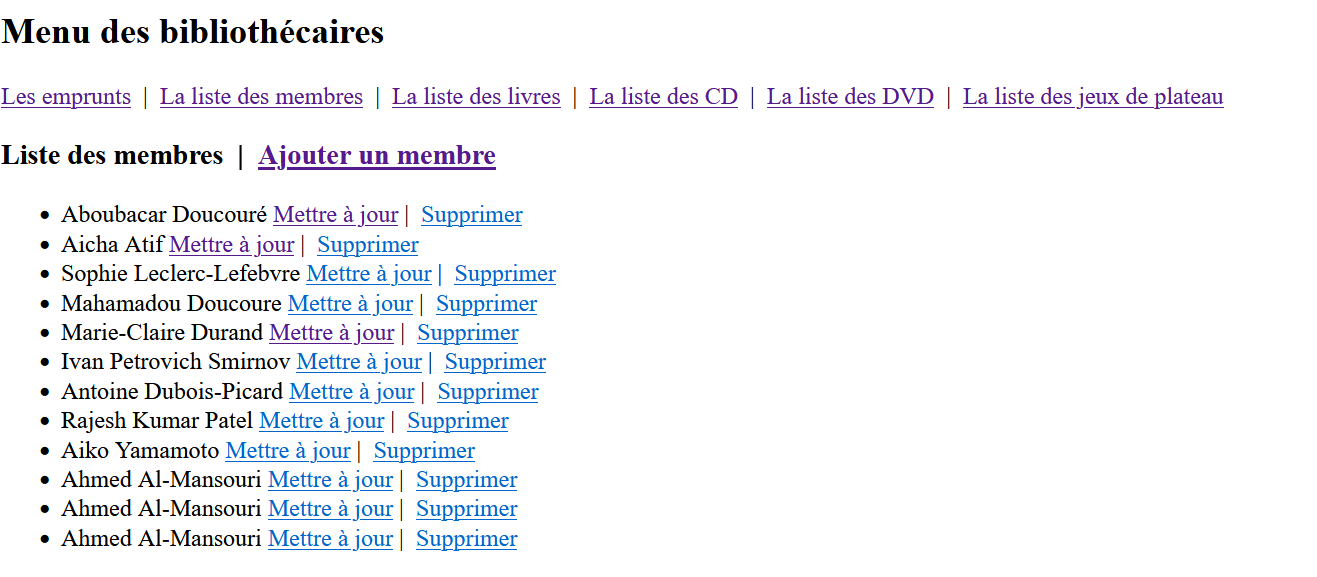 Menu des bibliothécaires
Les emprunts | La liste des membres | La liste des livres | La liste des CD | La liste des DVD | La liste des jeux de plateau
Liste des membres | Ajouter un membre
• Aboubacar Doucouré Mettre à jour | Supprimer
• Aicha Atif Mettre à jour | Supprimer
• Sophie Leclerc-Lefebvre Mettre à jour | Supprimer
• Mahamadou Doucoure Mettre à jour | Supprimer
• Marie-Claire Durand Mettre à jour | Supprimer
• Ivan Petrovich Smirnov Mettre à jour | Supprimer
• Antoine Dubois-Picard Mettre à jour | Supprimer
• Rajesh Kumar Patel Mettre à jour | Supprimer
• Aiko Yamamoto Mettre à jour | Supprimer
• Ahmed Al-Mansouri Mettre à jour | Supprimer
• Ahmed Al-Mansouri Mettre à jour | Supprimer
• Ahmed Al-Mansouri Mettre à jour | Supprimer